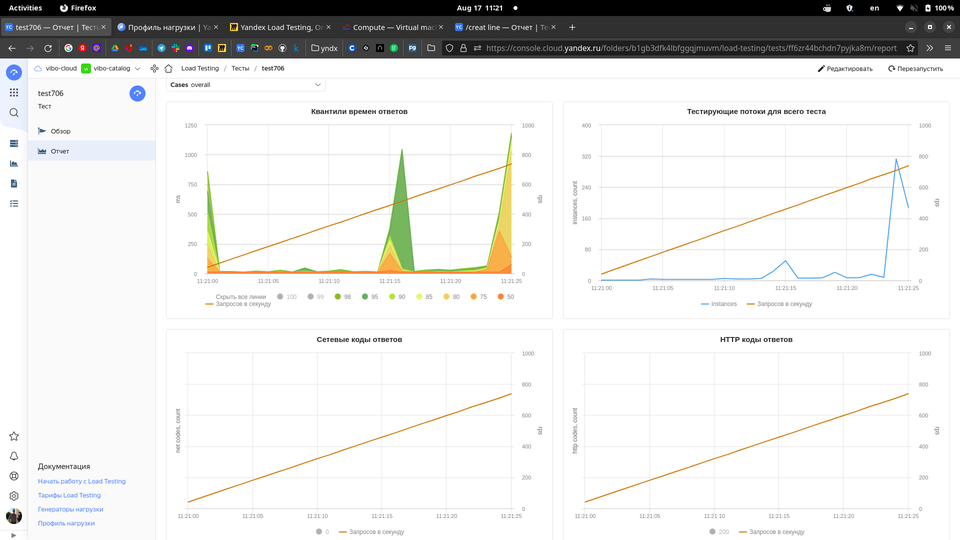 Activities Firefox Aug 17 11:21 en 100%
test706 — Отчет | Тест
Профиль нагрузки | Ya
Yandex Load Testing, О
Compute — Virtual mac
/creat line — Отчет | Тес
yndx
https://console.cloud.yandex.ru/folders/b1gb3dfk4lbfggqjmuvm/load-testing/tests/ff6zr44bchdn7pyjka8m/report
vibo-cloud vibo-catalog Load Testing / Тесты / test706 Редактировать Перезапустить
test706
Тест
Обзор
Отчет
Документация
Начать работу с Load Testing
Тарифы Load Testing
Генераторы нагрузки
Профиль нагрузки
Cases overall
Квантили времен ответов
1250 1000 750 500 250 0
ms
1000 800 600 400 200 0
rps
11:21:00 11:21:05 11:21:10 11:21:15 11:21:20 11:21:25
Скрыть все линии 100 99 98 95 90 85 80 75 50
Запросов в секунду
Тестирующие потоки для всего теста
400 320 240 160 80 0
instances, count
1000 800 600 400 200 0
rps
11:21:00 11:21:05 11:21:10 11:21:15 11:21:20 11:21:25
instances Запросов в секунду
Сетевые коды ответов
net codes, count
1000 800 600 400 200 0
rps
11:21:00 11:21:05 11:21:10 11:21:15 11:21:20 11:21:25
0 Запросов в секунду
HTTP коды ответов
http codes, count
1000 800 600 400 200 0
rps
11:21:00 11:21:05 11:21:10 11:21:15 11:21:20 11:21:25
200 Запросов в секунду